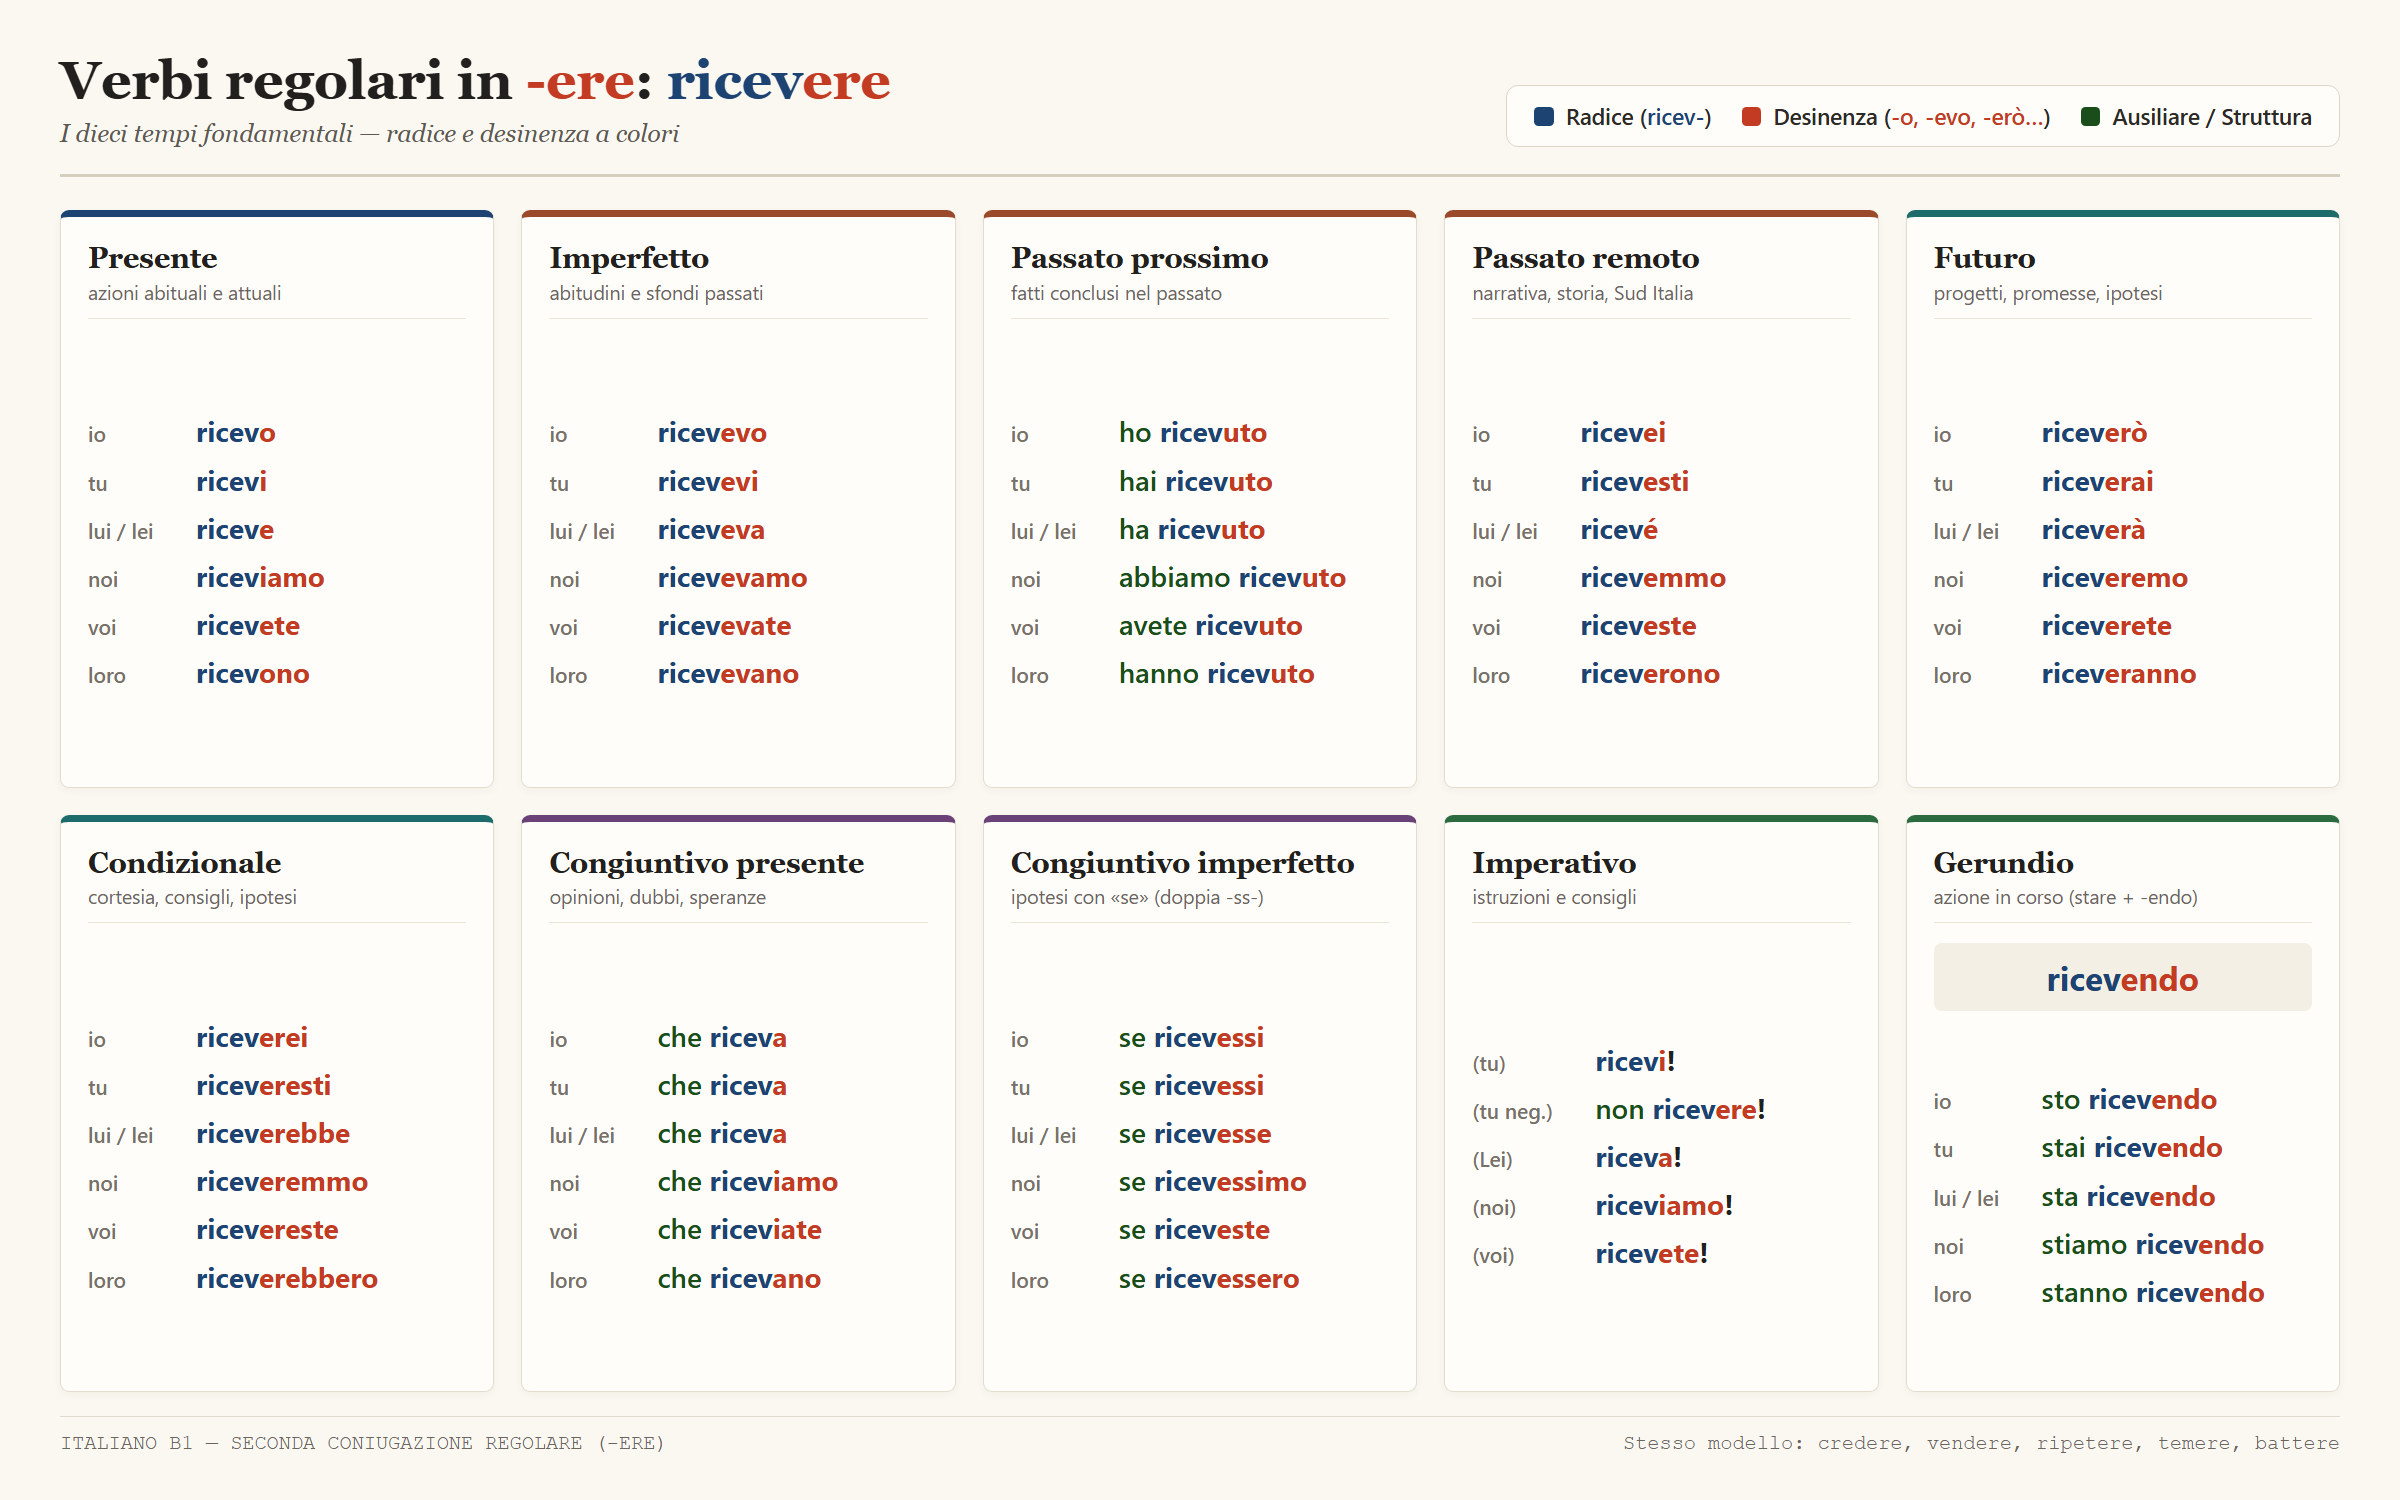 Verbi regolari in -ere: ricevere
I dieci tempi fondamentali — radice e desinenza a colori
Radice (ricev-) Desinenza (-o, -evo, -erò...) Ausiliare / Struttura
Presente
azioni abituali e attuali
io ricevo
tu ricevi
lui / lei riceve
noi riceviamo
voi ricevete
loro ricevono
Imperfetto
abitudini e sfondi passati
io ricevevo
tu ricevevi
lui / lei riceveva
noi ricevevamo
voi ricevevate
loro ricevevano
Passato prossimo
fatti conclusi nel passato
io ho ricevuto
tu hai ricevuto
lui / lei ha ricevuto
noi abbiamo ricevuto
voi avete ricevuto
loro hanno ricevuto
Passato remoto
narrativa, storia, Sud Italia
io ricevei
tu ricevesti
lui / lei ricevé
noi ricevemmo
voi riceveste
loro riceverono
Futuro
progetti, promesse, ipotesi
io riceverò
tu riceverai
lui / lei riceverà
noi riceveremo
voi riceverete
loro riceveranno
Condizionale
cortesia, consigli, ipotesi
io riceverei
tu riceveresti
lui / lei riceverebbe
noi riceveremmo
voi ricevereste
loro riceverebbero
Congiuntivo presente
opinioni, dubbi, speranze
io che riceva
tu che riceva
lui / lei che riceva
noi che riceviamo
voi che riceviate
loro che ricevano
Congiuntivo imperfetto
ipotesi con «se» (doppia -ss-)
io se ricevessi
tu se ricevessi
lui / lei se ricevesse
noi se ricevessimo
voi se riceveste
loro se ricevessero
Imperativo
istruzioni e consigli
(tu) ricevi!
(tu neg.) non ricevere!
(Lei) riceva!
(noi) riceviamo!
(voi) ricevete!
Gerundio
azione in corso (stare + -endo)
ricevendo
io sto ricevendo
tu stai ricevendo
lui / lei sta ricevendo
noi stiamo ricevendo
loro stanno ricevendo
ITALIANO B1 — SECONDA CONIUGAZIONE REGOLARE (-ERE)
Stesso modello: credere, vendere, ripetere, temere, battere